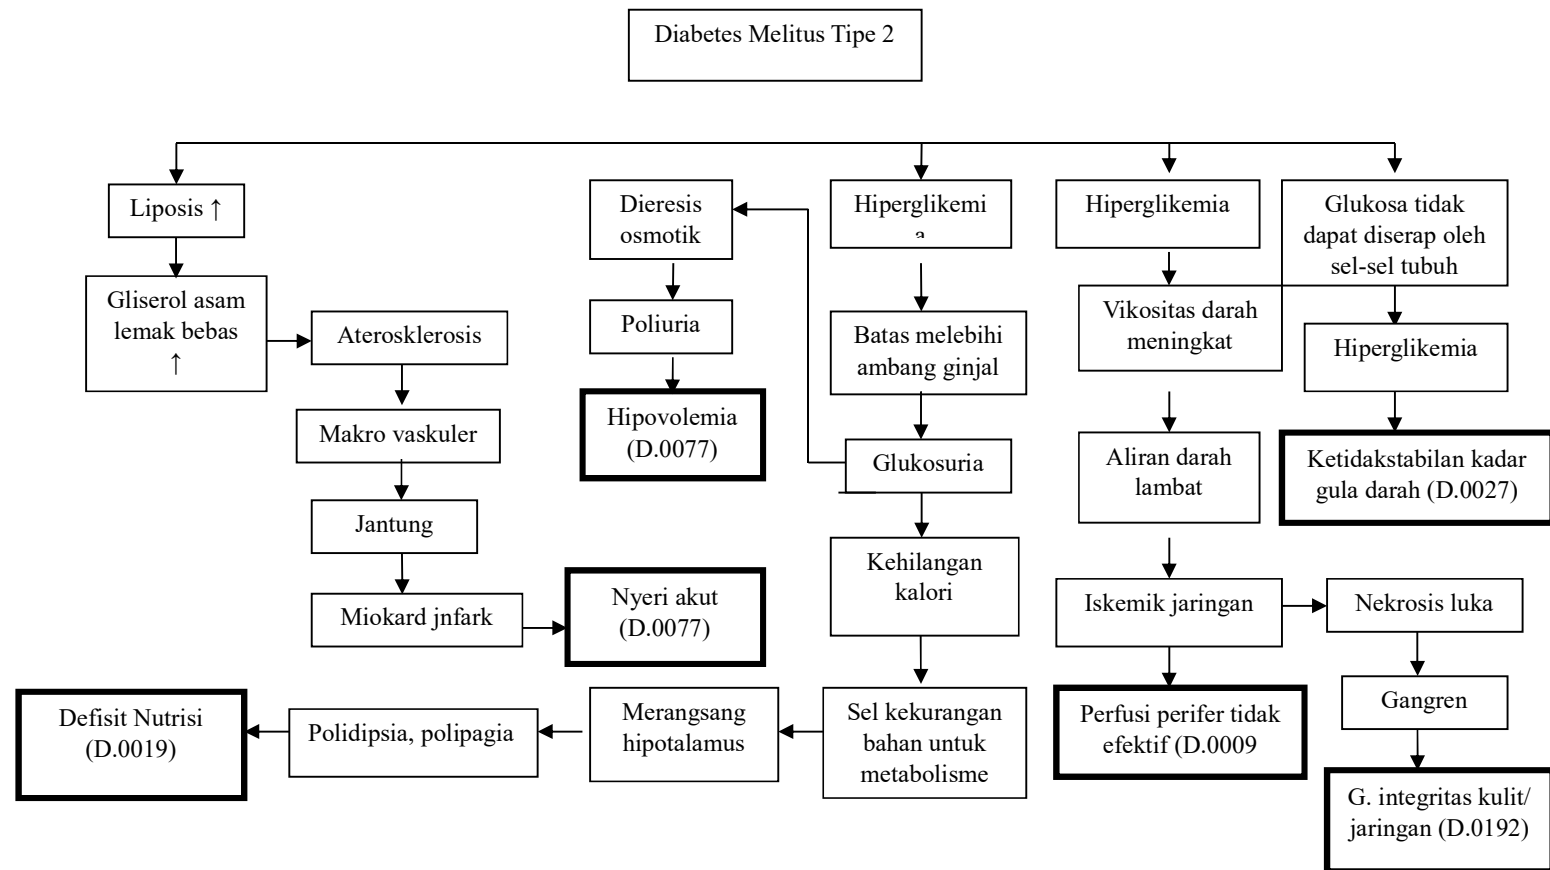 Diabetes Melitus Tipe 2
Liposis ↑
Gliserol asam
lemak bebas
↑
Aterosklerosis
Makro vaskuler
Jantung
Miokard jnfark
Nyeri akut
(D.0077)
Dieresis
osmotik
Poliuria
Hipovolemia
(D.0077)
Hiperglikemi
a
Batas melebihi
ambang ginjal
Glukosuria
Kehilangan
kalori
Sel kekurangan
bahan untuk
metabolisme
Merangsang
hipotalamus
Polidipsia, polipagia
Defisit Nutrisi
(D.0019)
Hiperglikemia
Vikositas darah
meningkat
Aliran darah
lambat
Iskemik jaringan
Perfusi perifer tidak
efektif (D.0009
Nekrosis luka
Gangren
G. integritas kulit/
jaringan (D.0192)
Glukosa tidak
dapat diserap oleh
sel-sel tubuh
Hiperglikemia
Ketidakstabilan kadar
gula darah (D.0027)